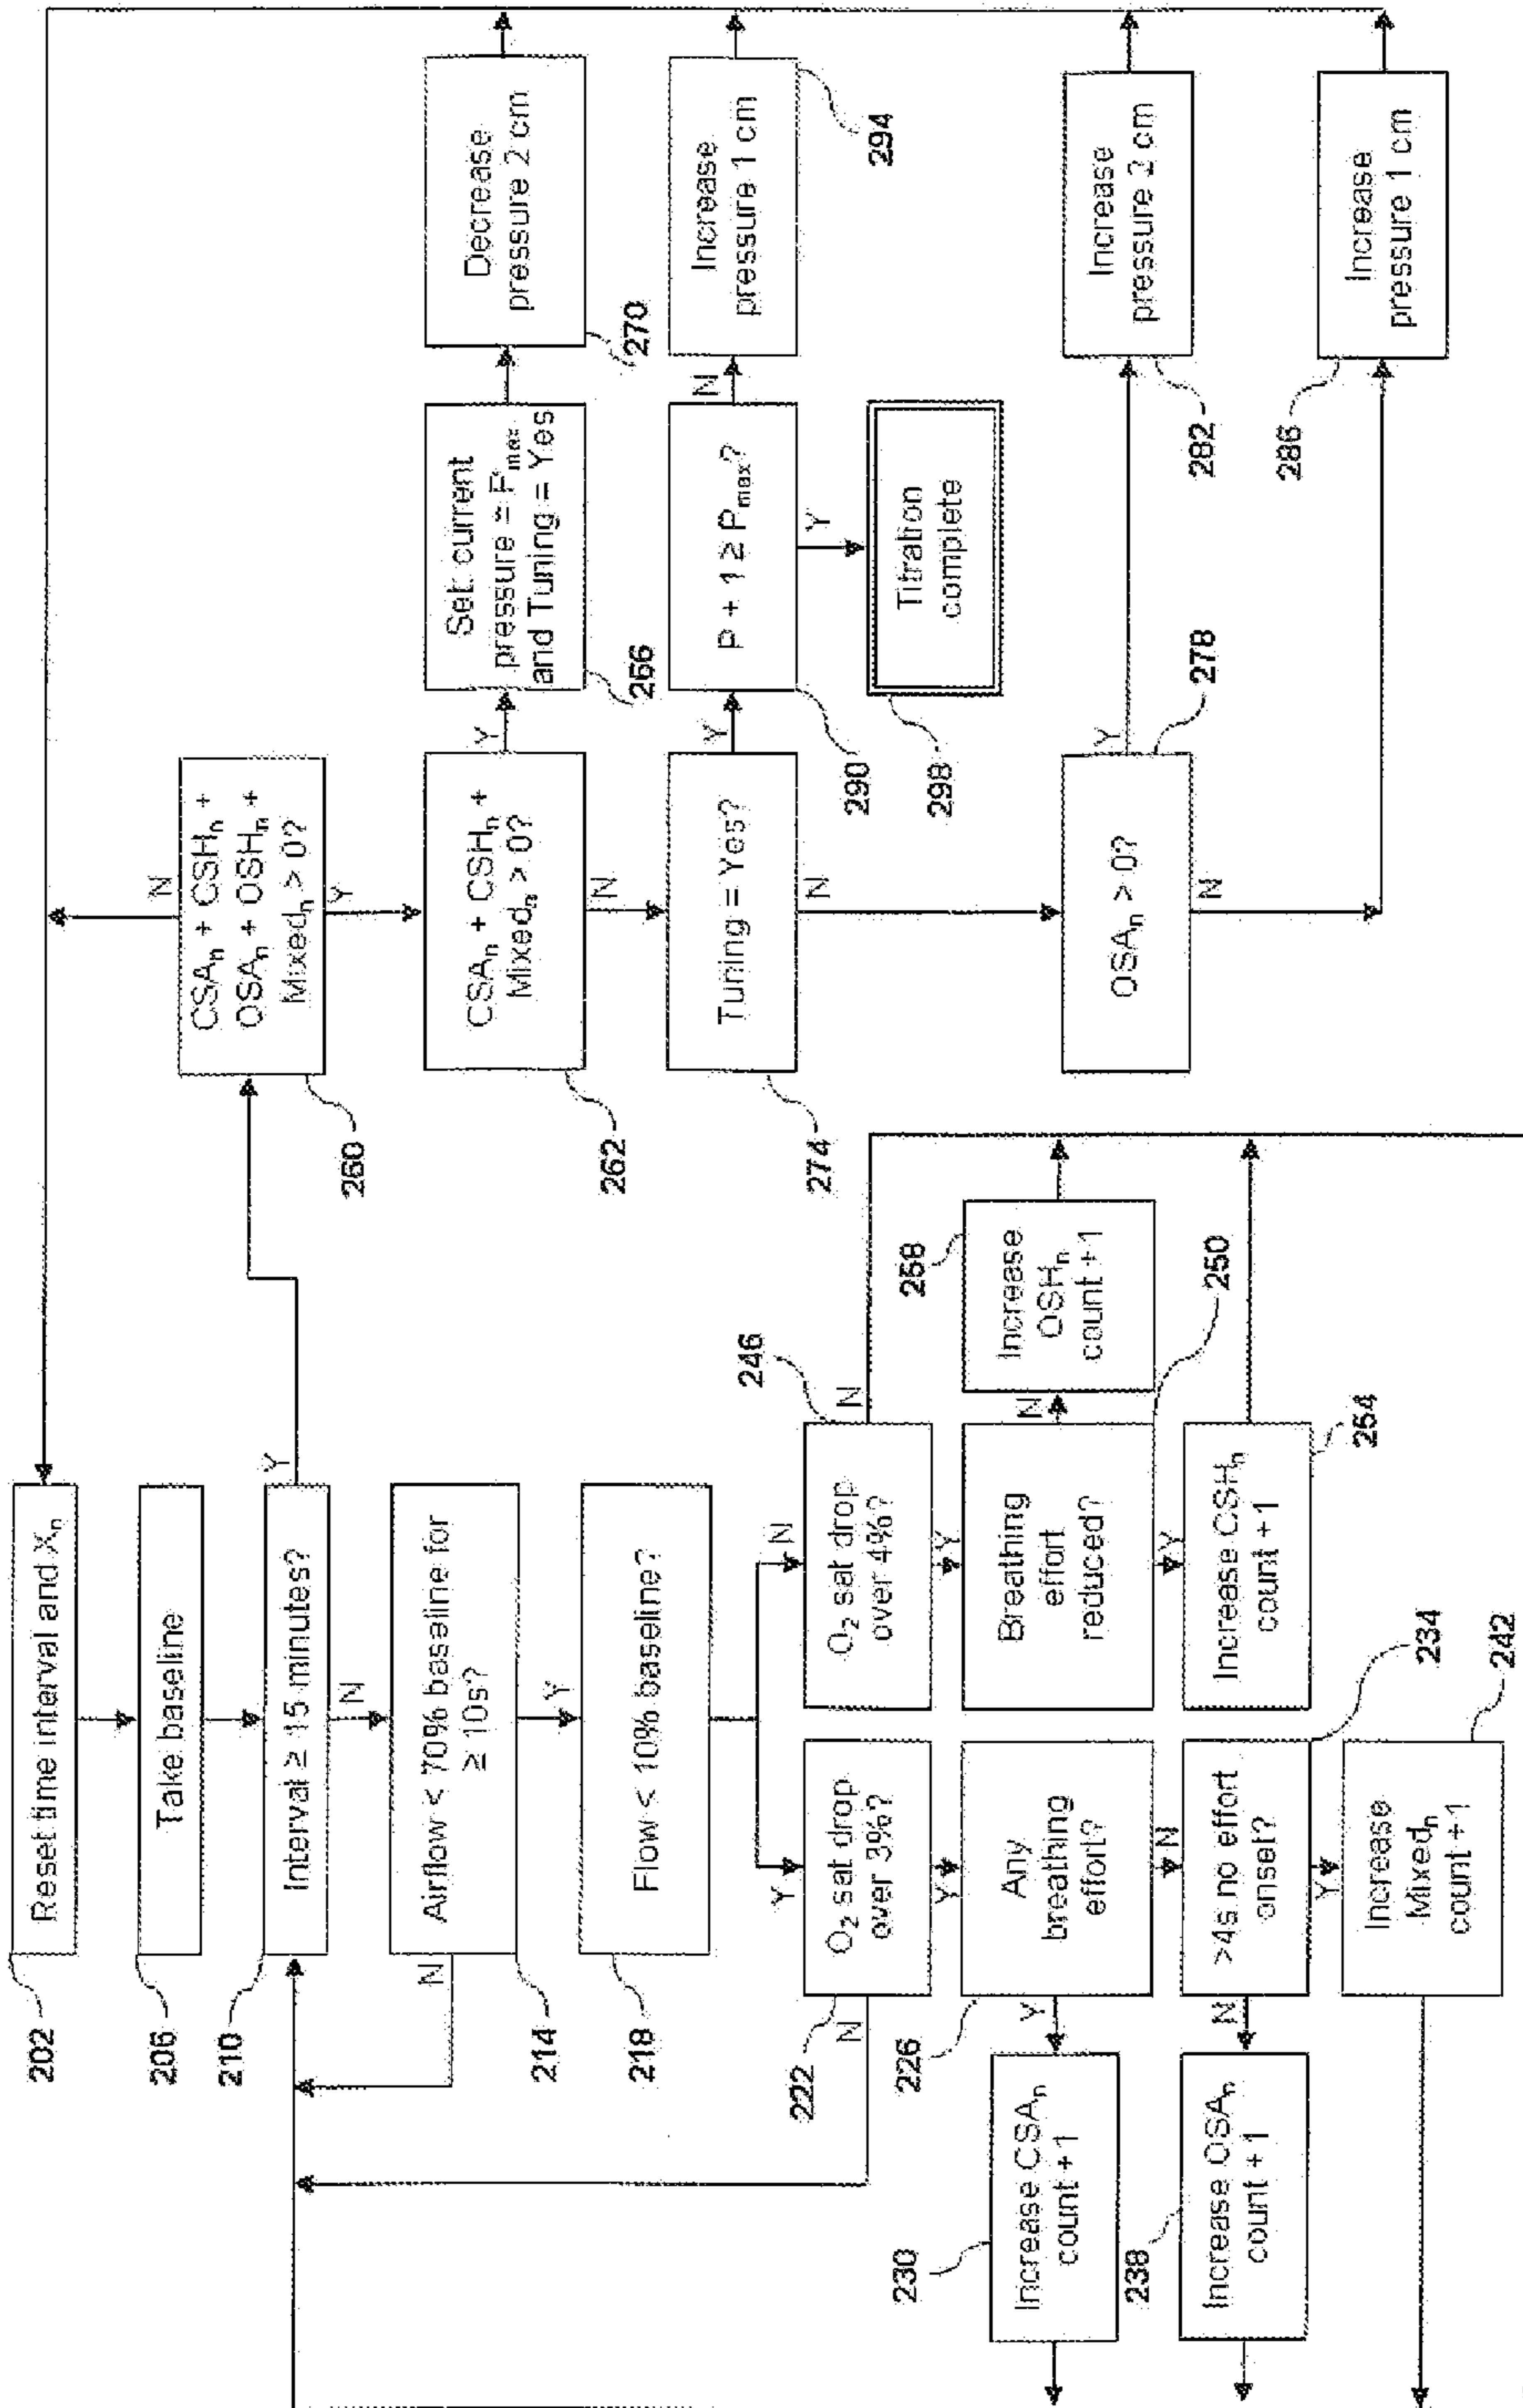 202
Reset time interval and Xₙ
206
Take baseline
210
Interval ≥ 15 minutes?
Y
N
214
Airflow < 70% baseline for
≥ 10s?
N
Y
218
Flow < 10% baseline?
Y
N
222
O₂ sat drop
over 3%?
N
Y
226
Any
breathing
effort?
Y
N
230
Increase CSAₙ
count +1
234
>4s no effort
onset?
N
Y
238
Increase OSAₙ
count +1
242
Increase
Mixedₙ
count +1
246
O₂ sat drop
over 4%?
N
Y
250
Breathing
effort
reduced?
N
Y
258
Increase
OSHₙ
count +1
254
Increase CSHₙ
count +1
260
CSAₙ + CSHₙ +
OSAₙ + OSHₙ +
Mixedₙ > 0?
N
Y
262
CSAₙ + CSHₙ +
Mixedₙ > 0?
Y
N
266
Set current
pressure = Pmax
and Tuning = Yes
270
Decrease
pressure 2 cm
274
Tuning = Yes?
Y
N
290
P + 1 ≥ Pmax?
N
Y
294
Increase
pressure 1 cm
298
Titration
complete
278
OSAₙ > 0?
Y
N
282
Increase
pressure 2 cm
286
Increase
pressure 1 cm